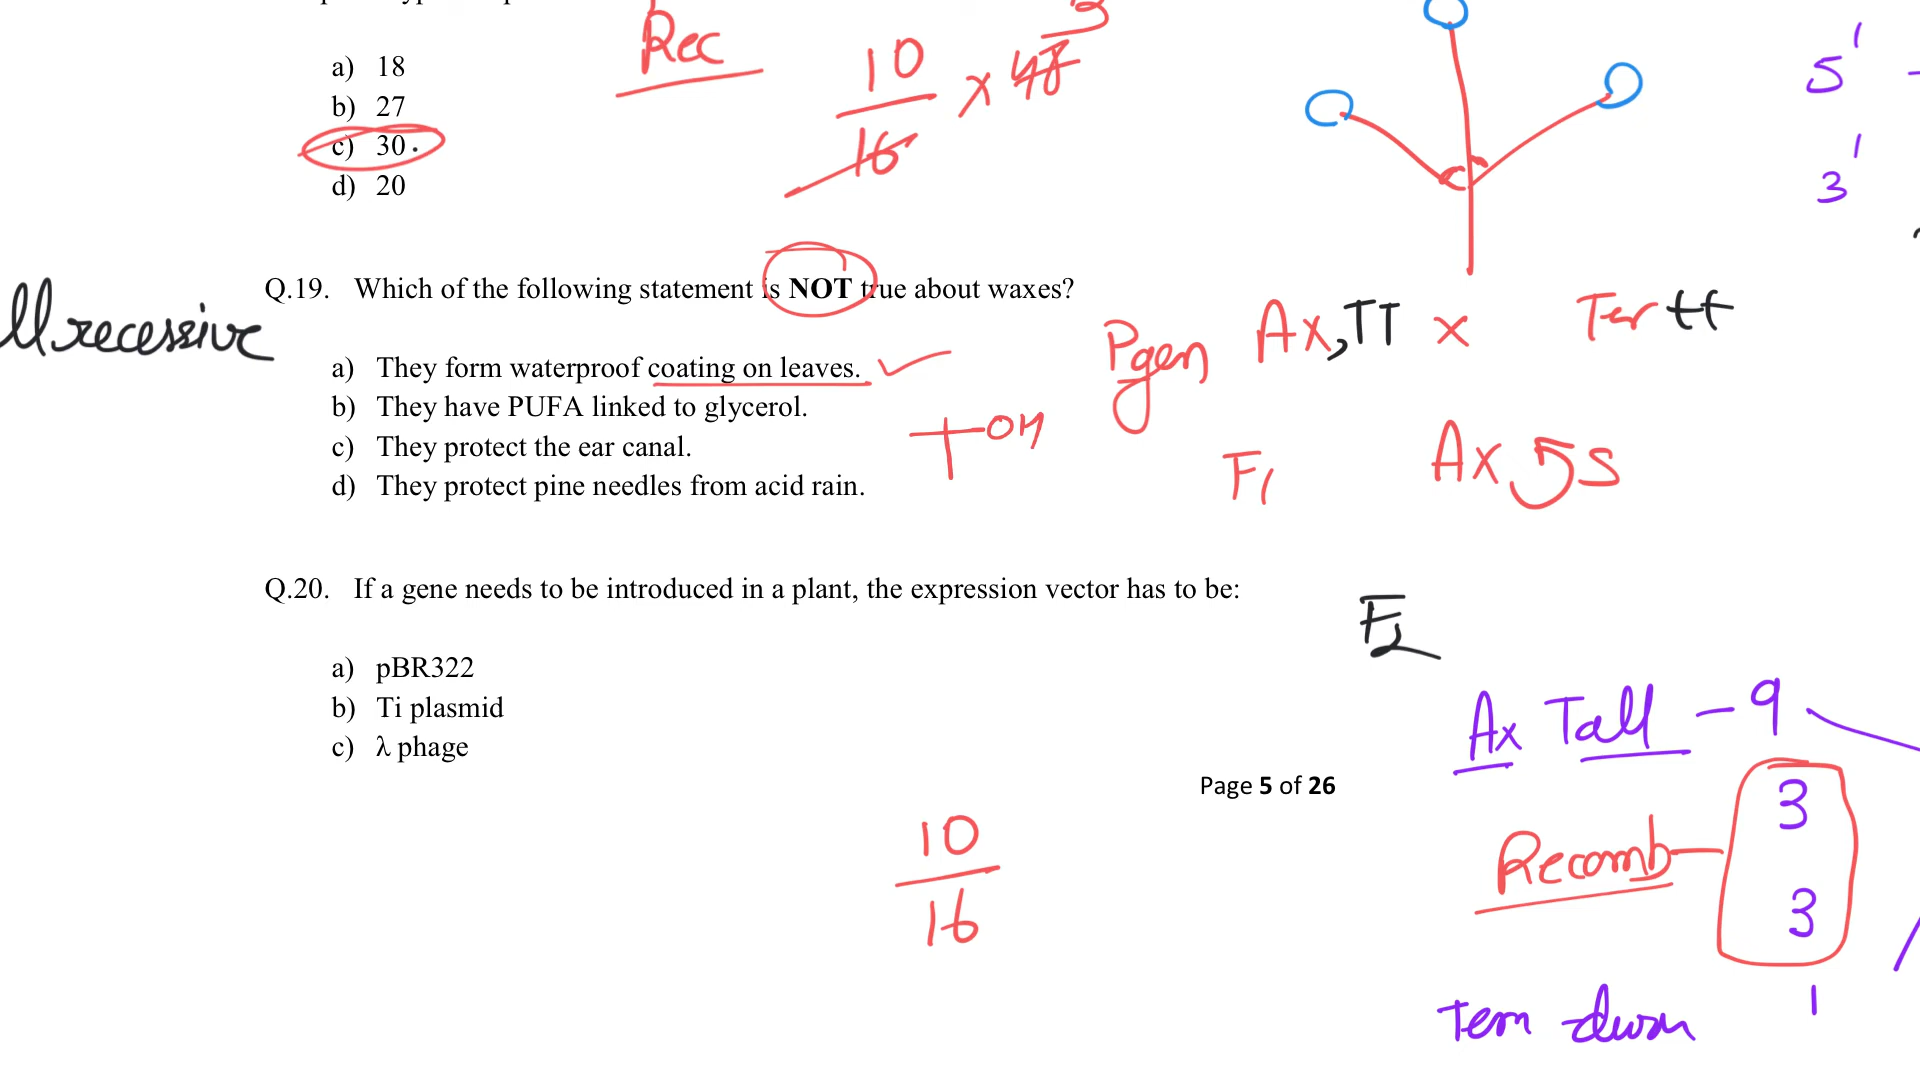 a) 18
b) 27
c) 30.
d) 20
Rec
10
16
x 48
3
5'
3'
Q.19. Which of the following statement is NOT true about waxes?
ll recessive
a) They form waterproof coating on leaves.
b) They have PUFA linked to glycerol.
c) They protect the ear canal.
d) They protect pine needles from acid rain.
OH
Pgen Ax, TT x Ter tt
F1
Ax
Q.20. If a gene needs to be introduced in a plant, the expression vector has to be:
a) pBR322
b) Ti plasmid
c) λ phage
Page 5 of 26
10
16
F2
Ax Tall - 9
Recomb
3
3
1